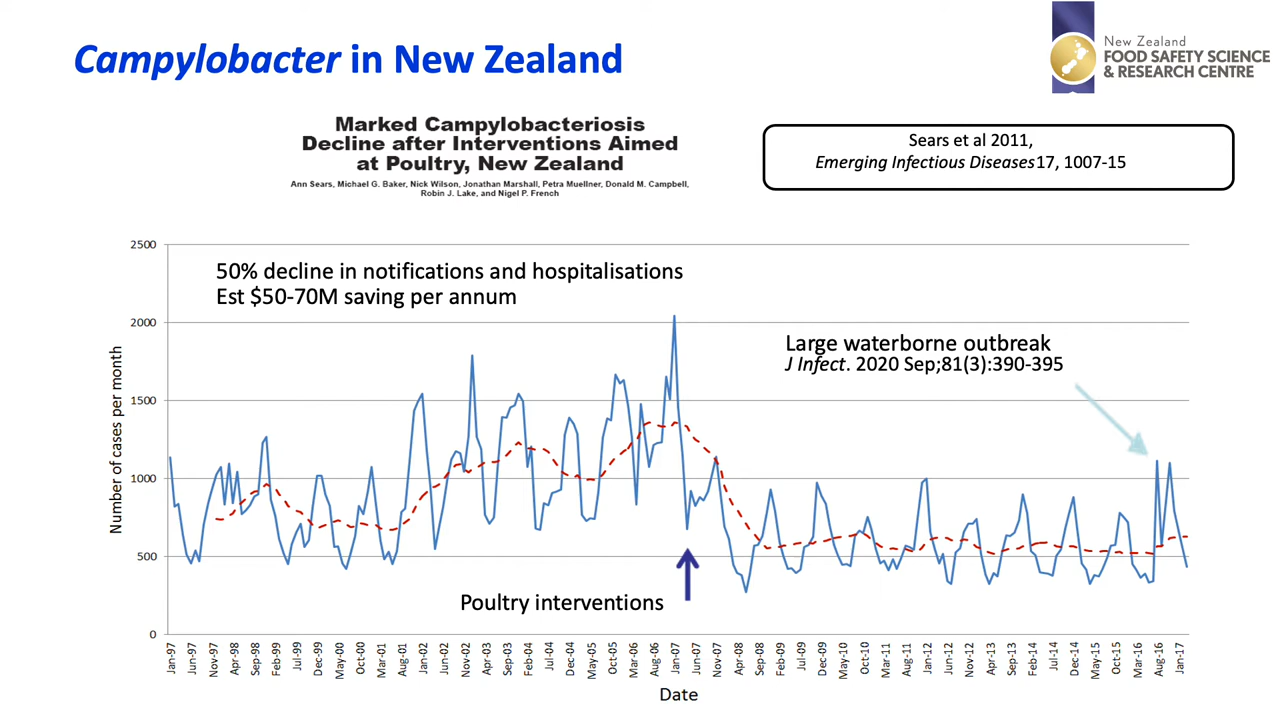 Campylobacter in New Zealand
New Zealand
FOOD SAFETY SCIENCE
& RESEARCH CENTRE
Marked Campylobacteriosis
Decline after Interventions Aimed
at Poultry, New Zealand
Ann Sears, Michael G. Baker, Nick Wilson, Jonathan Marshall, Petra Muellner, Donald M. Campbell,
Robin J. Lake, and Nigel P. French
Sears et al 2011,
Emerging Infectious Diseases17, 1007-15
50% decline in notifications and hospitalisations
Est $50-70M saving per annum
Large waterborne outbreak
J Infect. 2020 Sep;81(3):390-395
Poultry interventions
Number of cases per month
2500
2000
1500
1000
500
0
Jan-97
Jun-97
Nov-97
Apr-98
Sep-98
Feb-99
Jul-99
Dec-99
May-00
Oct-00
Mar-01
Aug-01
Jan-02
Jun-02
Nov-02
Apr-03
Sep-03
Feb-04
Jul-04
Dec-04
May-05
Oct-05
Mar-06
Aug-06
Jan-07
Jun-07
Nov-07
Apr-08
Sep-08
Feb-09
Jul-09
Dec-09
May-10
Oct-10
Mar-11
Aug-11
Jan-12
Jun-12
Nov-12
Apr-13
Sep-13
Feb-14
Jul-14
Dec-14
May-15
Oct-15
Mar-16
Aug-16
Jan-17
Date